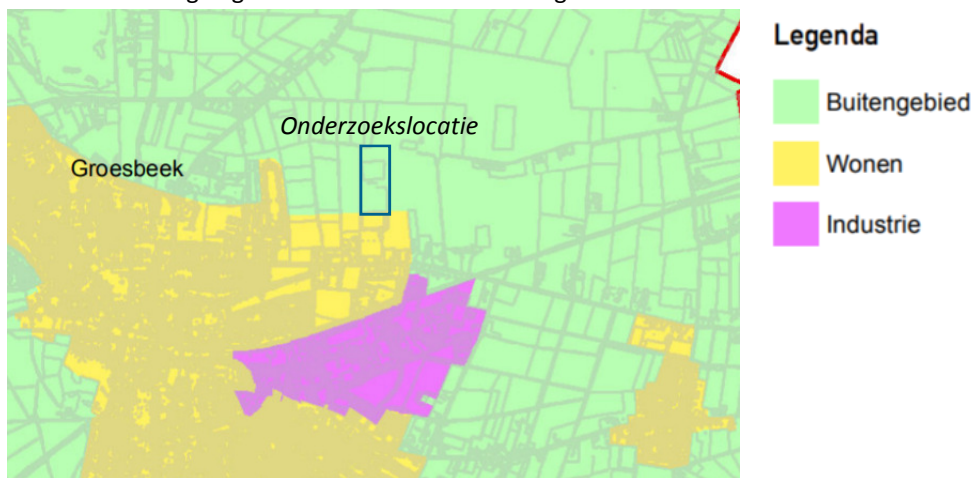 Onderzoekslocatie
Groesbeek
Legenda
Buitengebied
Wonen
Industrie